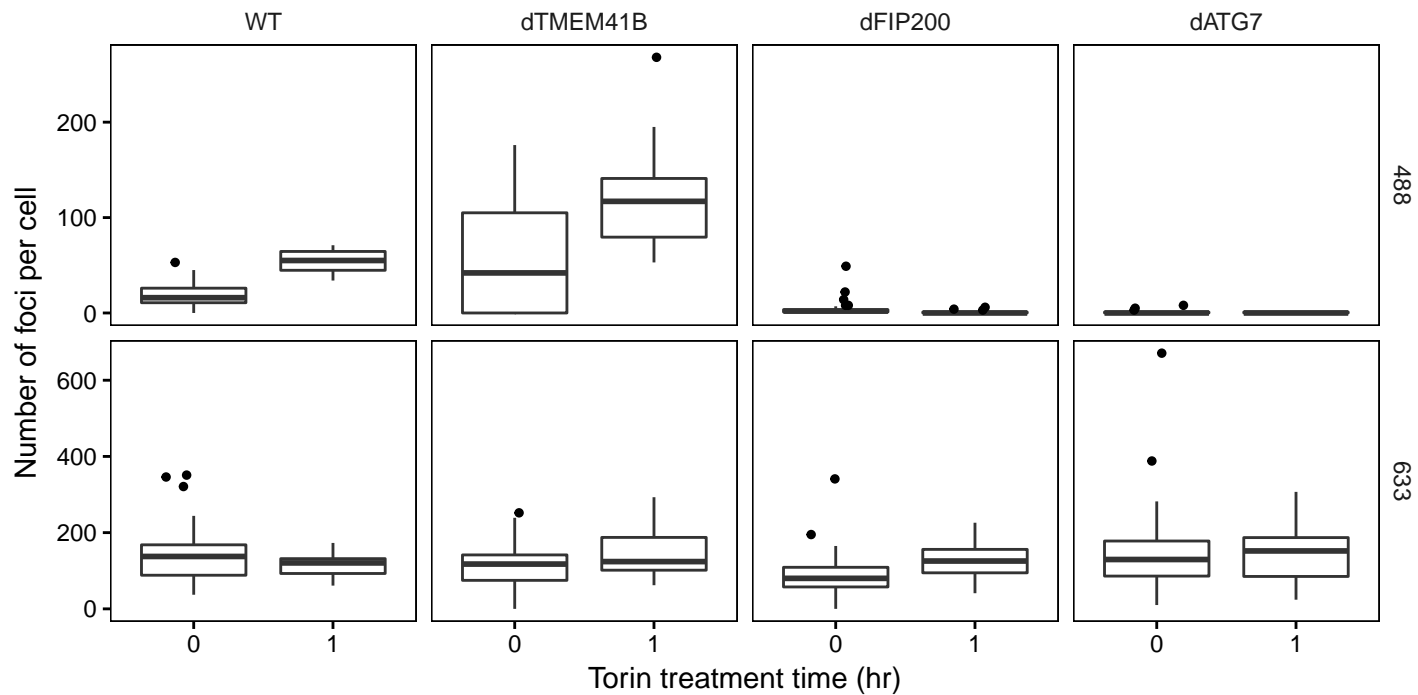 WT dTMEM41B dFIP200 dATG7
Number of foci per cell
200
100
0
488
600
400
200
0
633
0 1 0 1 0 1 0 1
Torin treatment time (hr)